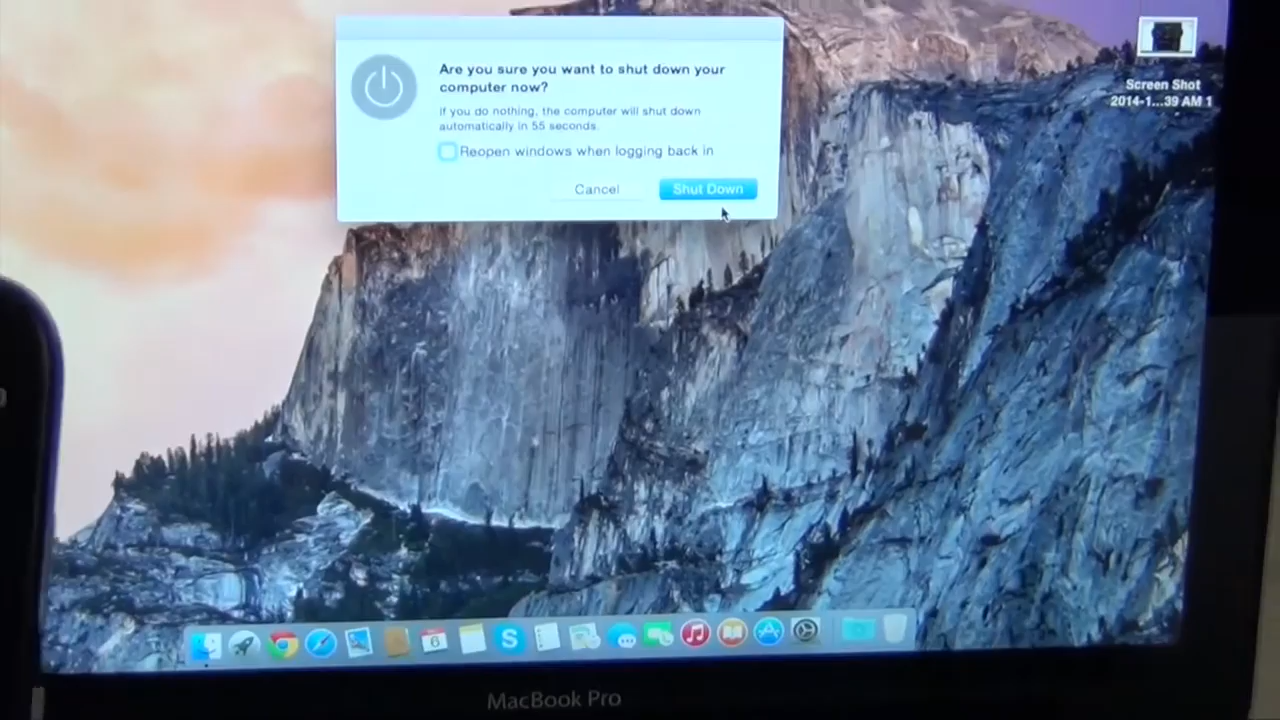 Are you sure you want to shut down your
computer now?
If you do nothing, the computer will shut down
automatically in 55 seconds.
Reopen windows when logging back in
Cancel
Shut Down
Screen Shot
2014-1...39 AM 1
6
S
MacBook Pro